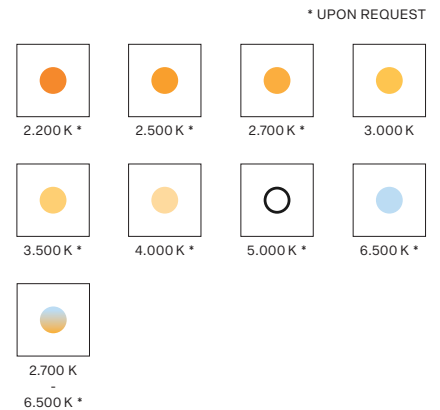 * UPON REQUEST
2.200 K *
2.500 K *
2.700 K *
3.000 K
3.500 K *
4.000 K *
5.000 K *
6.500 K *
2.700 K
-
6.500 K *